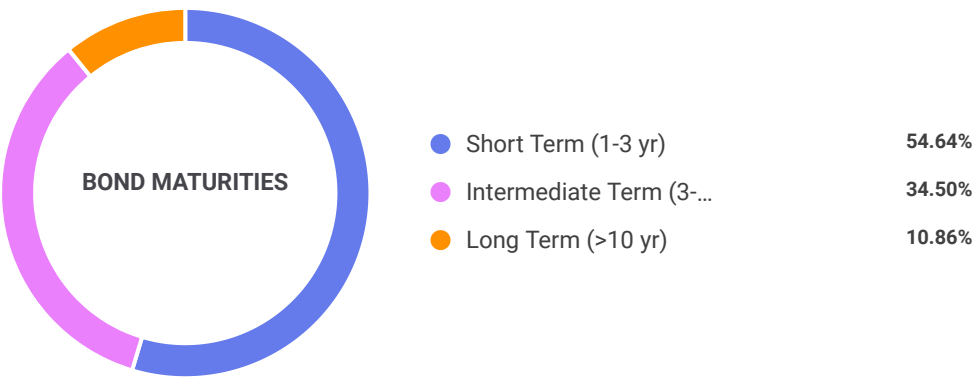 BOND MATURITIES
Short Term (1-3 yr) 54.64%
Intermediate Term (3-... 34.50%
Long Term (>10 yr) 10.86%